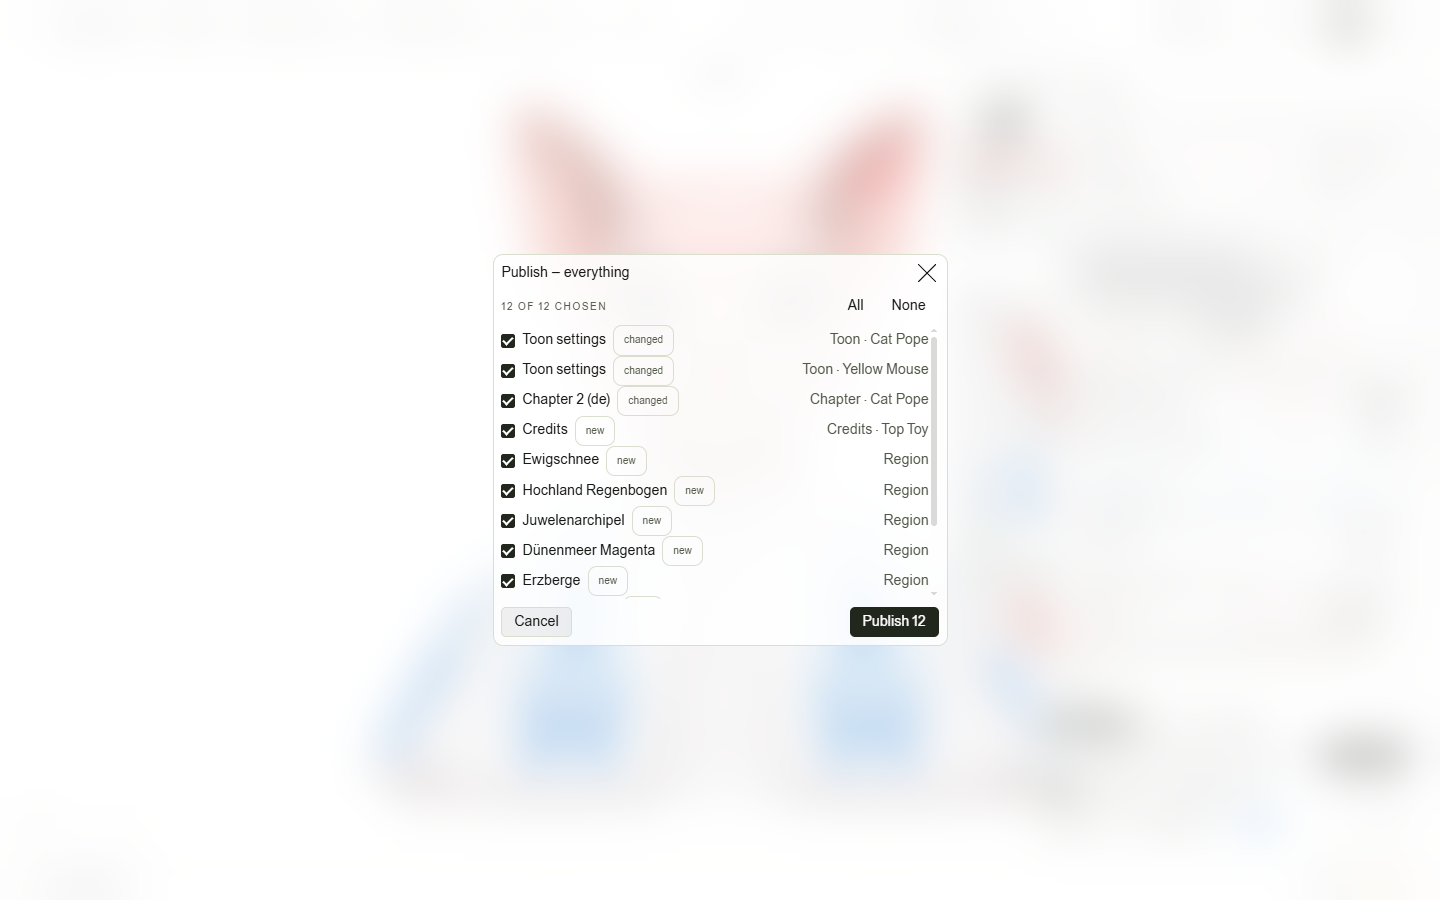 Publish – everything
12 OF 12 CHOSEN All None
Toon settings changed Toon · Cat Pope
Toon settings changed Toon · Yellow Mouse
Chapter 2 (de) changed Chapter · Cat Pope
Credits new Credits · Top Toy
Ewigschnee new Region
Hochland Regenbogen new Region
Juwelenarchipel new Region
Dünenmeer Magenta new Region
Erzberge new Region
Cancel Publish 12